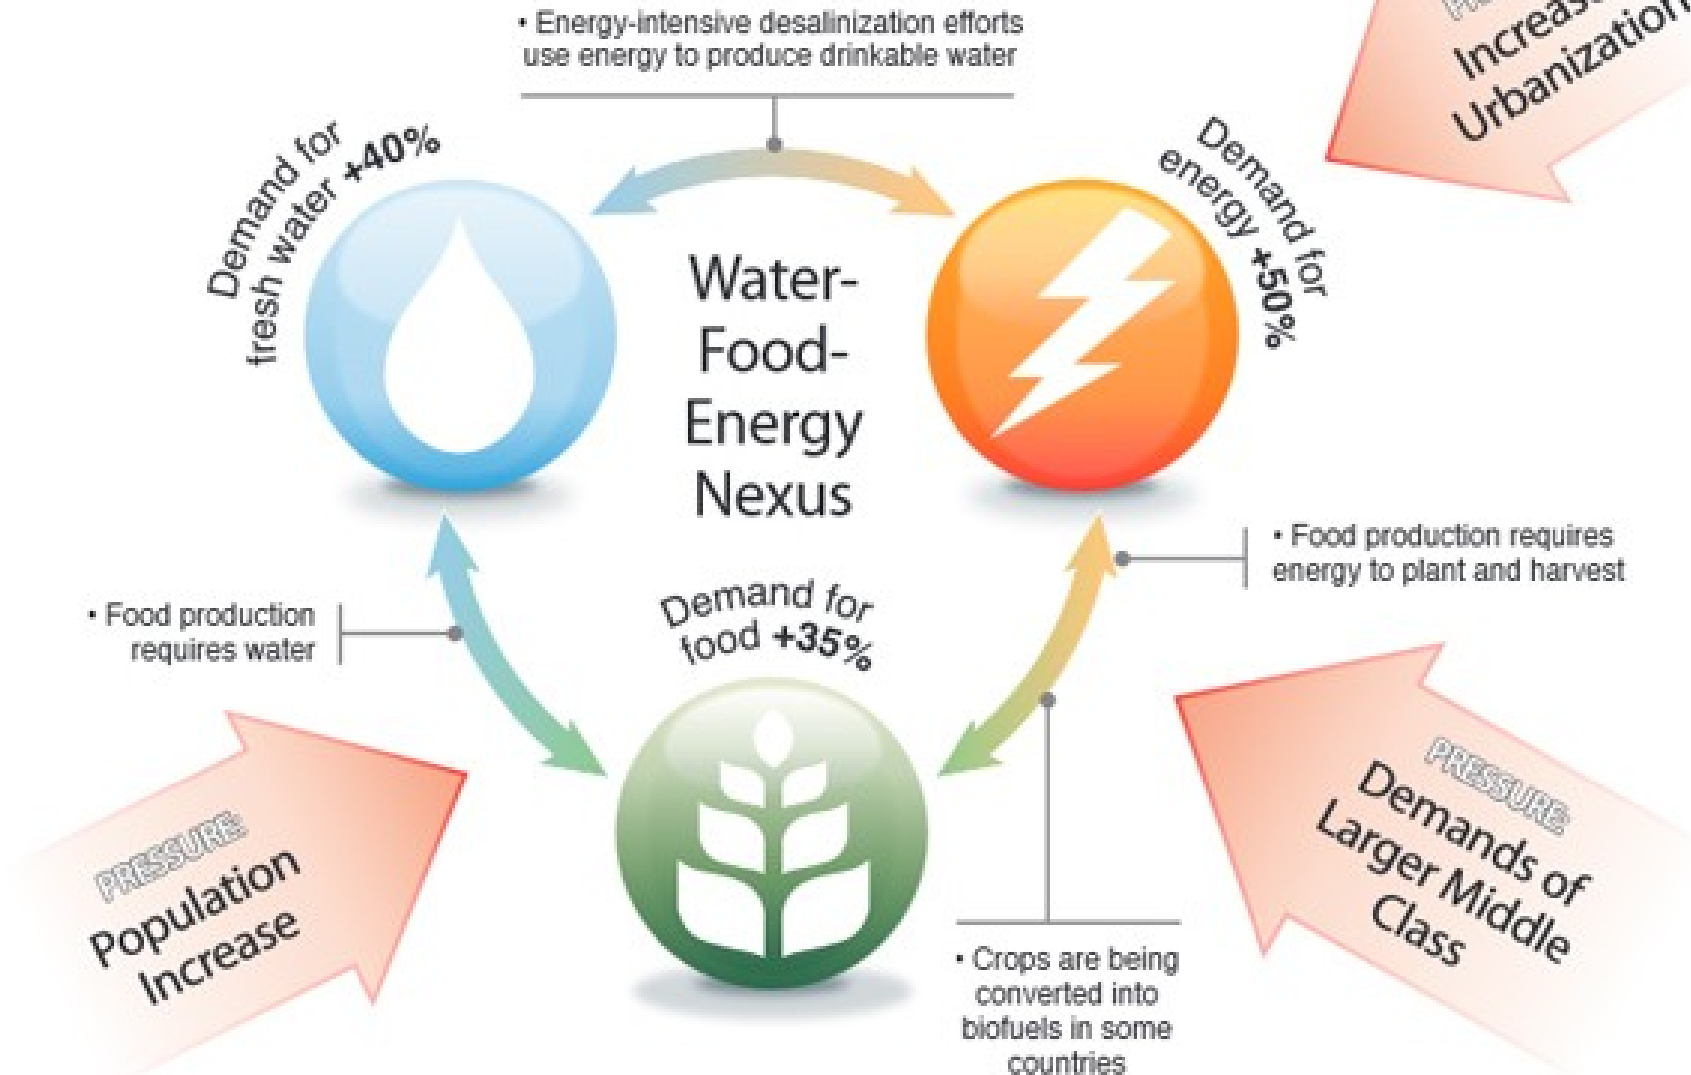 • Energy-intensive desalinization efforts
use energy to produce drinkable water
Increase
Urbanization
Demand for
fresh water +40%
Demand for
energy +50%
Water-
Food-
Energy
Nexus
• Food production requires
energy to plant and harvest
• Food production
requires water
Demand for
food +35%
PRESSURE:
Population
Increase
PRESSURE:
Demands of
Larger Middle
Class
• Crops are being
converted into
biofuels in some
countries